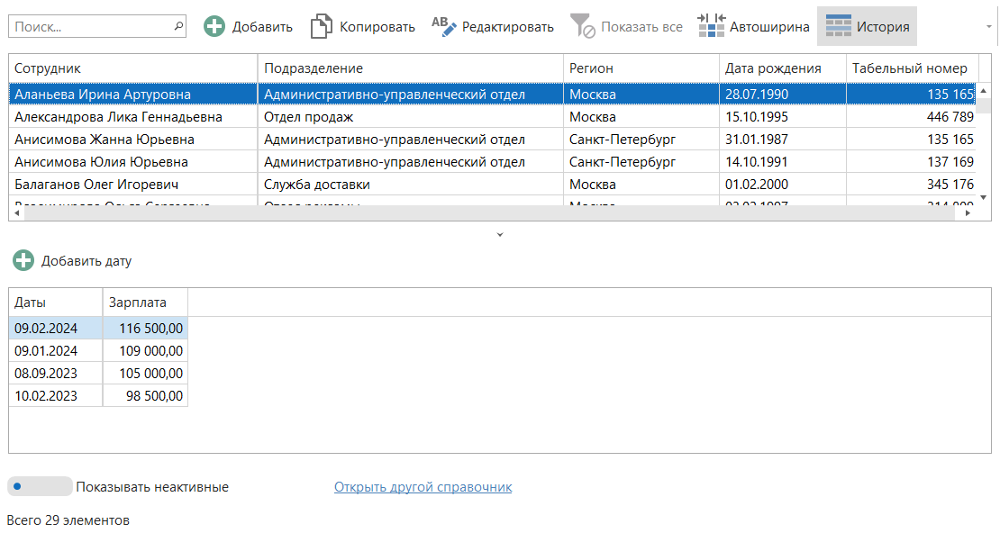 Поиск... Добавить Копировать Редактировать Показать все Автоширина История
Сотрудник Подразделение Регион Дата рождения Табельный номер
Аланьева Ирина Артуровна Административно-управленческий отдел Москва 28.07.1990 135 165
Александрова Лика Геннадьевна Отдел продаж Москва 15.10.1995 446 789
Анисимова Жанна Юрьевна Административно-управленческий отдел Санкт-Петербург 31.01.1987 135 165
Анисимова Юлия Юрьевна Административно-управленческий отдел Санкт-Петербург 14.10.1991 137 169
Балаганов Олег Игоревич Служба доставки Москва 01.02.2000 345 176
Добавить дату
Даты Зарплата
09.02.2024 116 500,00
09.01.2024 109 000,00
08.09.2023 105 000,00
10.02.2023 98 500,00
Показывать неактивные Открыть другой справочник
Всего 29 элементов